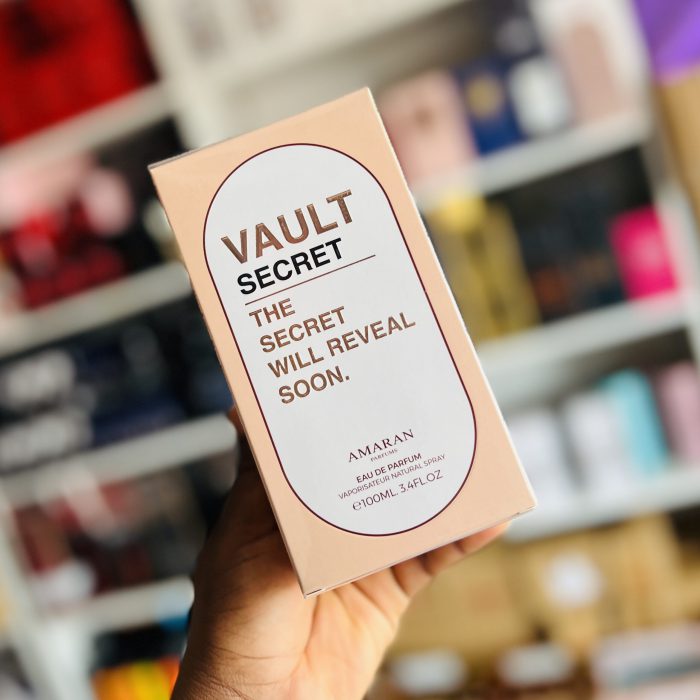 VAULT
SECRET
THE
SECRET
WILL REVEAL
SOON.
AMARAN
PARFUMS
EAU DE PARFUM
VAPORISATEUR NATURAL SPRAY
℮100ML. 3.4FL.OZ